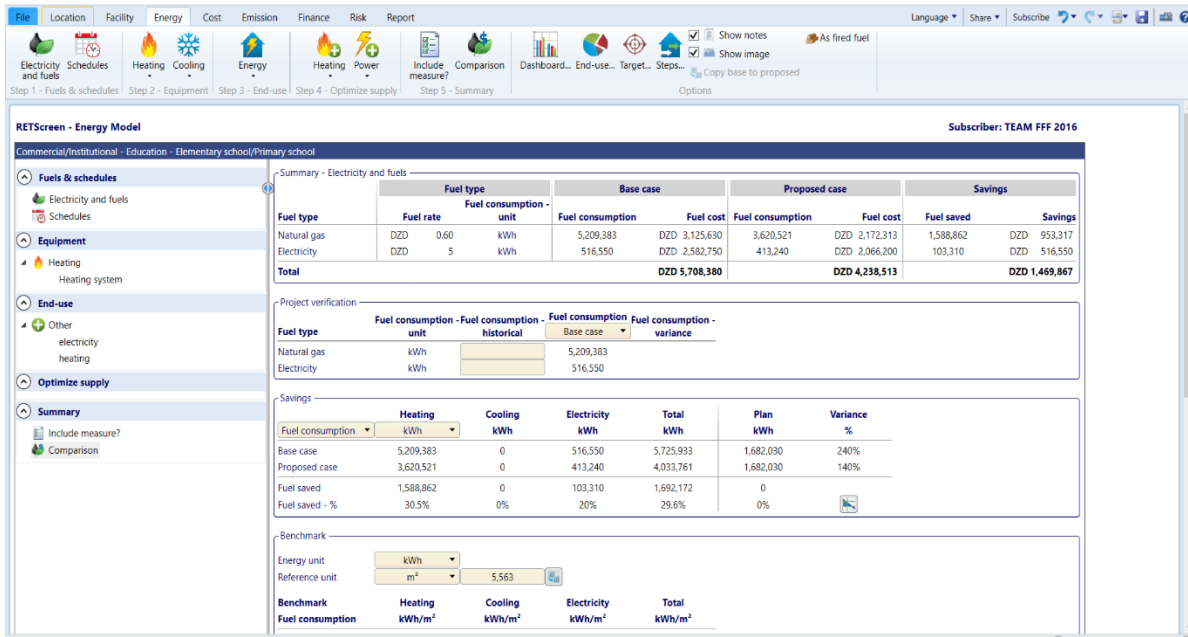 File Location Facility Energy Cost Emission Finance Risk Report Language Share Subscribe
Electricity and fuels Schedules Heating Cooling Energy Heating Power Include measure? Comparison Dashboard... End-use... Target... Steps... Show notes As fired fuel
Show image
Copy base to proposed
Step 1 - Fuels & schedules Step 2 - Equipment Step 3 - End-use Step 4 - Optimize supply Step 5 - Summary Options
RETScreen - Energy Model Subscriber: TEAM FFF 2016
Commercial/Institutional - Education - Elementary school/Primary school
Fuels & schedules
Electricity and fuels
Schedules
Equipment
Heating
Heating system
End-use
Other
electricity
heating
Optimize supply
Summary
Include measure?
Comparison
Summary - Electricity and fuels
Fuel type Base case Proposed case Savings
Fuel type Fuel rate Fuel consumption - unit Fuel consumption Fuel cost Fuel consumption Fuel cost Fuel saved Savings
Natural gas DZD 0.60 kWh 5,209,383 DZD 3,125,630 3,620,521 DZD 2,172,313 1,588,862 DZD 953,317
Electricity DZD 5 kWh 516,550 DZD 2,582,750 413,240 DZD 2,066,200 103,310 DZD 516,550
Total DZD 5,708,380 DZD 4,238,513 DZD 1,469,867
Project verification
Fuel type Fuel consumption - unit Fuel consumption - historical Fuel consumption Base case Fuel consumption - variance
Natural gas kWh 5,209,383
Electricity kWh 516,550
Savings
Heating Cooling Electricity Total Plan Variance
Fuel consumption kWh kWh kWh kWh kWh %
Base case 5,209,383 0 516,550 5,725,933 1,682,030 240%
Proposed case 3,620,521 0 413,240 4,033,761 1,682,030 140%
Fuel saved 1,588,862 0 103,310 1,692,172 0
Fuel saved - % 30.5% 0% 20% 29.6% 0%
Benchmark
Energy unit kWh
Reference unit m² 5,563
Benchmark Heating Cooling Electricity Total
Fuel consumption kWh/m² kWh/m² kWh/m² kWh/m²